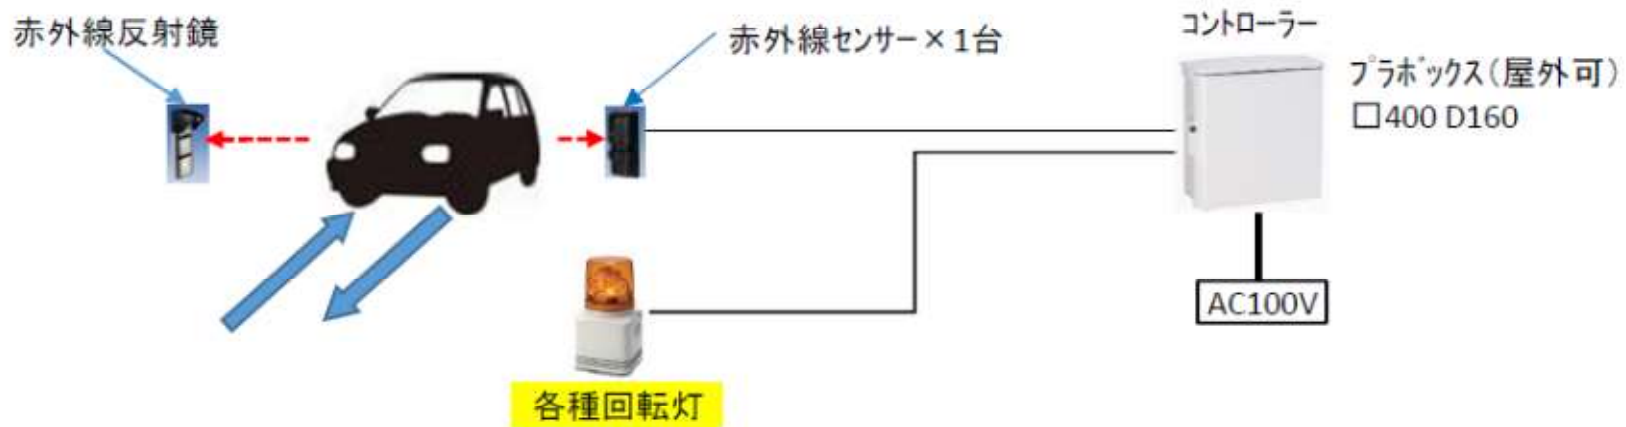 赤外線反射鏡
赤外線センサー×1台
コントローラー
プラボックス(屋外可)
□400 D160
AC100V
各種回転灯